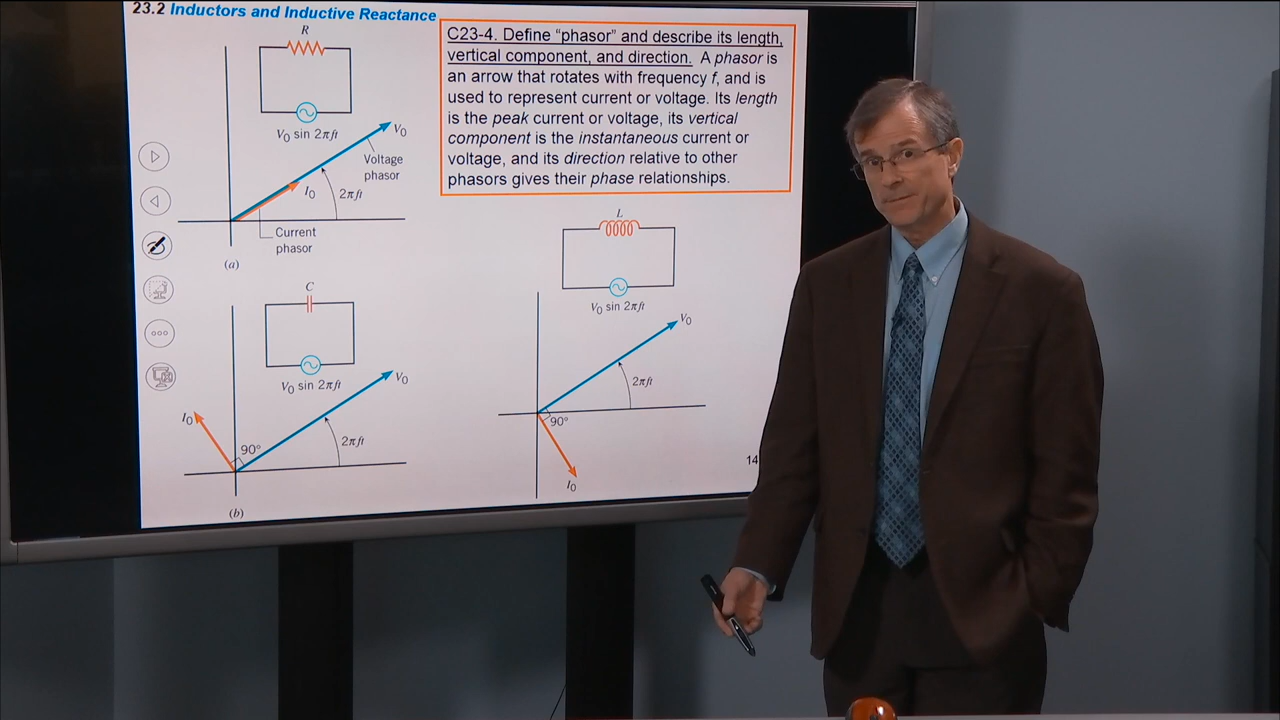 23.2 Inductors and Inductive Reactance
R
V₀ sin 2πft
V₀
Voltage
phasor
I₀
2πft
Current
phasor
(a)
C23-4. Define “phasor” and describe its length,
vertical component, and direction. A phasor is
an arrow that rotates with frequency f, and is
used to represent current or voltage. Its length
is the peak current or voltage, its vertical
component is the instantaneous current or
voltage, and its direction relative to other
phasors gives their phase relationships.
C
V₀ sin 2πft
V₀
I₀
90°
2πft
(b)
L
V₀ sin 2πft
V₀
2πft
90°
I₀
14